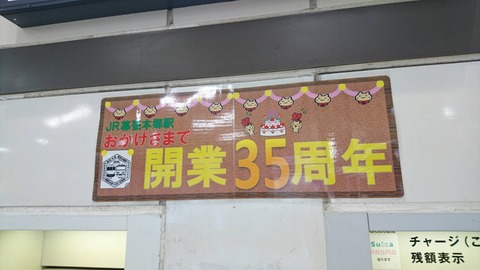 JR幕張本郷駅
おかげさまで
開業35周年
Suica
PASMO
チャージ(こ
残額表示